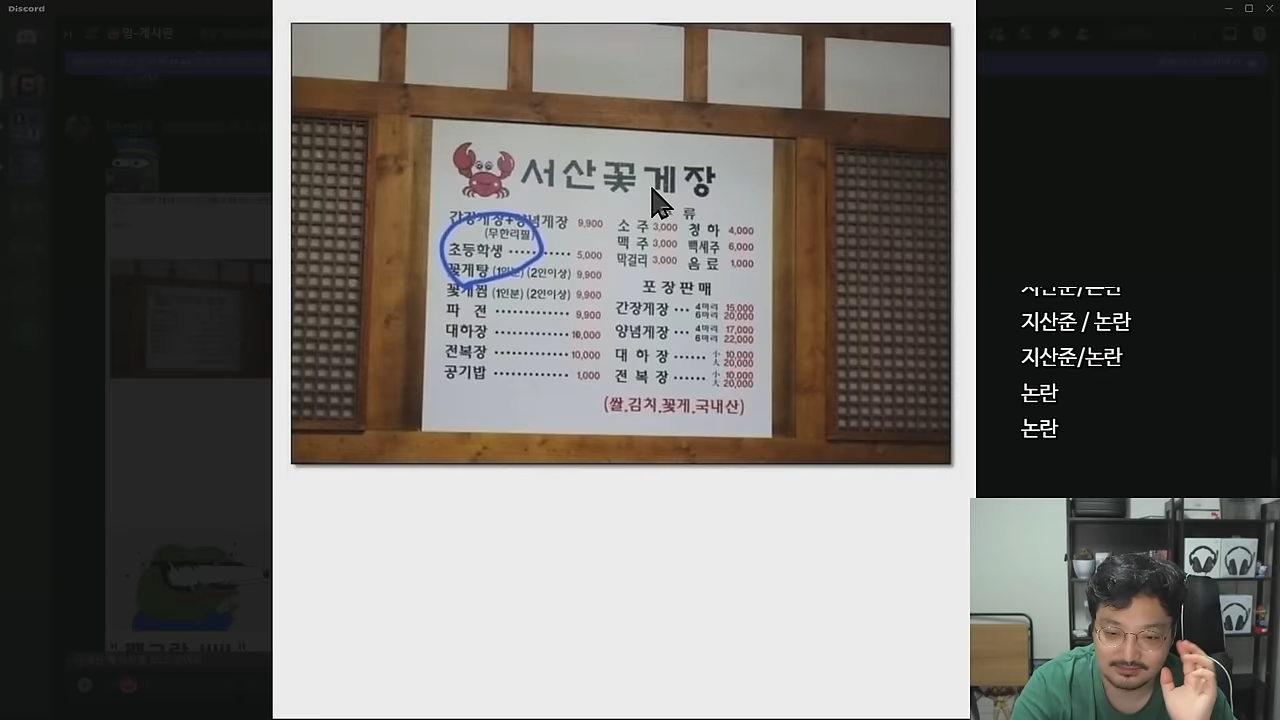 Discord
서산꽃게장
간장게장+양념게장 9,900
(무한리필)
초등학생 ········· 5,000
꽃게탕 (1인분) (2인이상) 9,900
꽃게찜 (1인분) (2인이상) 9,900
파 전 ············ 9,900
대하장 ············ 10,000
전복장 ············ 10,000
공기밥 ············ 1,000
류
소 주 3,000 청 하 4,000
맥 주 3,000 백세주 6,000
막걸리 3,000 음 료 1,000
포장판매
간장게장 ··· 4마리 15,000
6마리 20,000
양념게장 ··· 4마리 17,000
6마리 22,000
대 하 장 ······ 小 10,000
大 20,000
전 복 장 ······ 小 10,000
大 20,000
(쌀.김치.꽃게.국내산)
지산준/논란
지산준 / 논란
지산준/논란
논란
논란